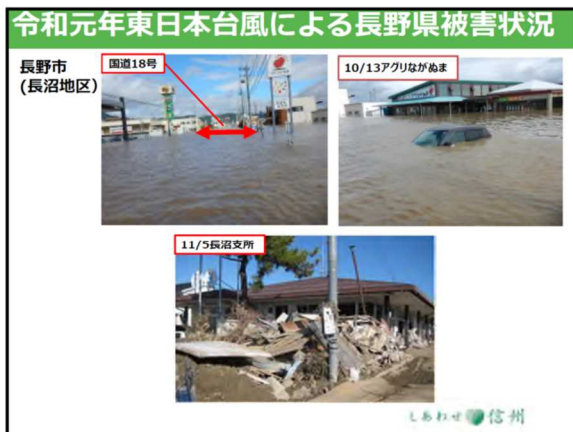 令和元年東日本台風による長野県被害状況
長野市
(長沼地区)
国道18号
10/13アグリながぬま
11/5長沼支所
しあわせ信州